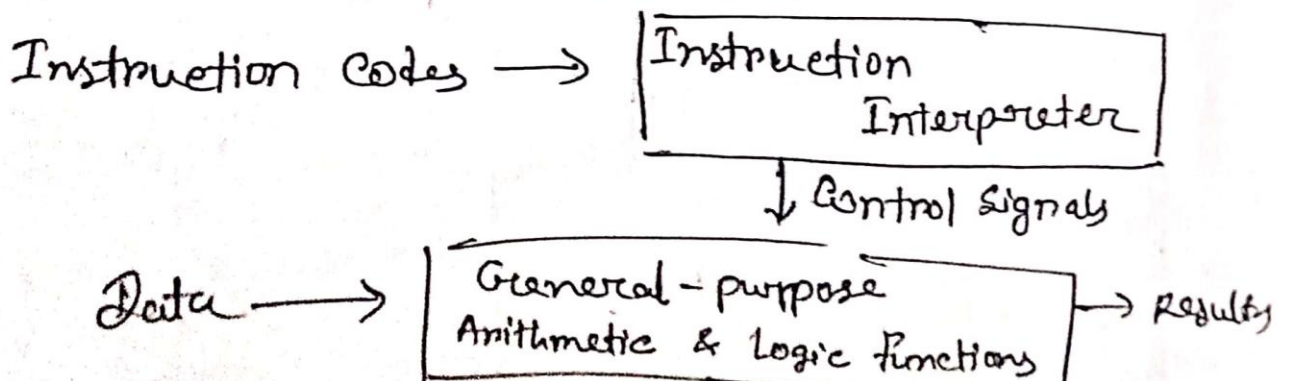 Instruction Codes →
Instruction
Interpreter
↓ Control Signals
Data →
General-purpose
Arithmetic & Logic functions
→ Results